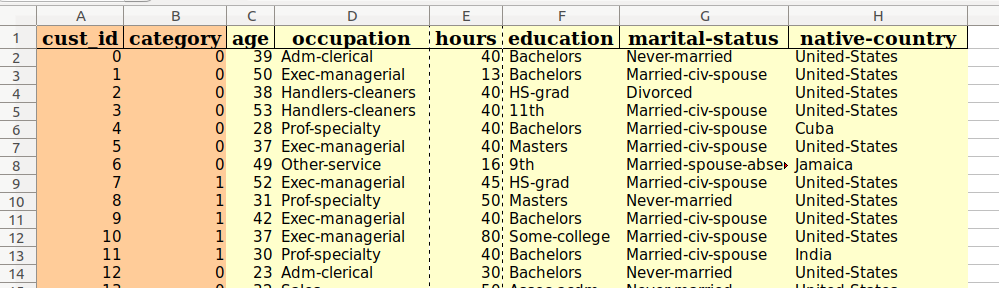 A B C D E F G H
1 cust_id category age occupation hours education marital-status native-country
2 0 0 39 Adm-clerical 40 Bachelors Never-married United-States
3 1 0 50 Exec-managerial 13 Bachelors Married-civ-spouse United-States
4 2 0 38 Handlers-cleaners 40 HS-grad Divorced United-States
5 3 0 53 Handlers-cleaners 40 11th Married-civ-spouse United-States
6 4 0 28 Prof-specialty 40 Bachelors Married-civ-spouse Cuba
7 5 0 37 Exec-managerial 40 Masters Married-civ-spouse United-States
8 6 0 49 Other-service 16 9th Married-spouse-abse Jamaica
9 7 1 52 Exec-managerial 45 HS-grad Married-civ-spouse United-States
10 8 1 31 Prof-specialty 50 Masters Never-married United-States
11 9 1 42 Exec-managerial 40 Bachelors Married-civ-spouse United-States
12 10 1 37 Exec-managerial 80 Some-college Married-civ-spouse United-States
13 11 1 30 Prof-specialty 40 Bachelors Married-civ-spouse India
14 12 0 23 Adm-clerical 30 Bachelors Never-married United-States